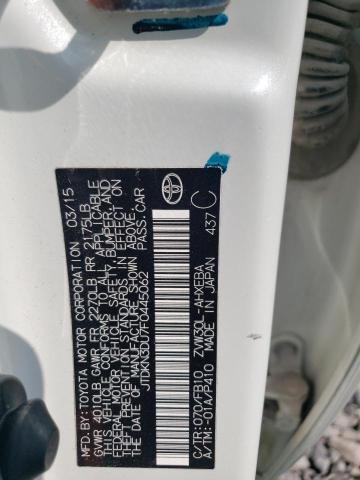 MFD.BY: TOYOTA MOTOR CORPORATION 03/15
GVWR 4010LB GAWR FR 2270LB RR 2175LB
THIS VEHICLE CONFORMS TO ALL APPLICABLE
FEDERAL MOTOR VEHICLE SAFETY, BUMPER, AND
THEFT PREVENTION STANDARDS IN EFFECT ON
THE DATE OF MANUFACTURE SHOWN ABOVE.
JTDKN3DU7F0445062 PASS.CAR
C/TR:070/FB10 ZVW30L-AHXEBA
A/TM:-01A/P410 MADE IN JAPAN 437 C